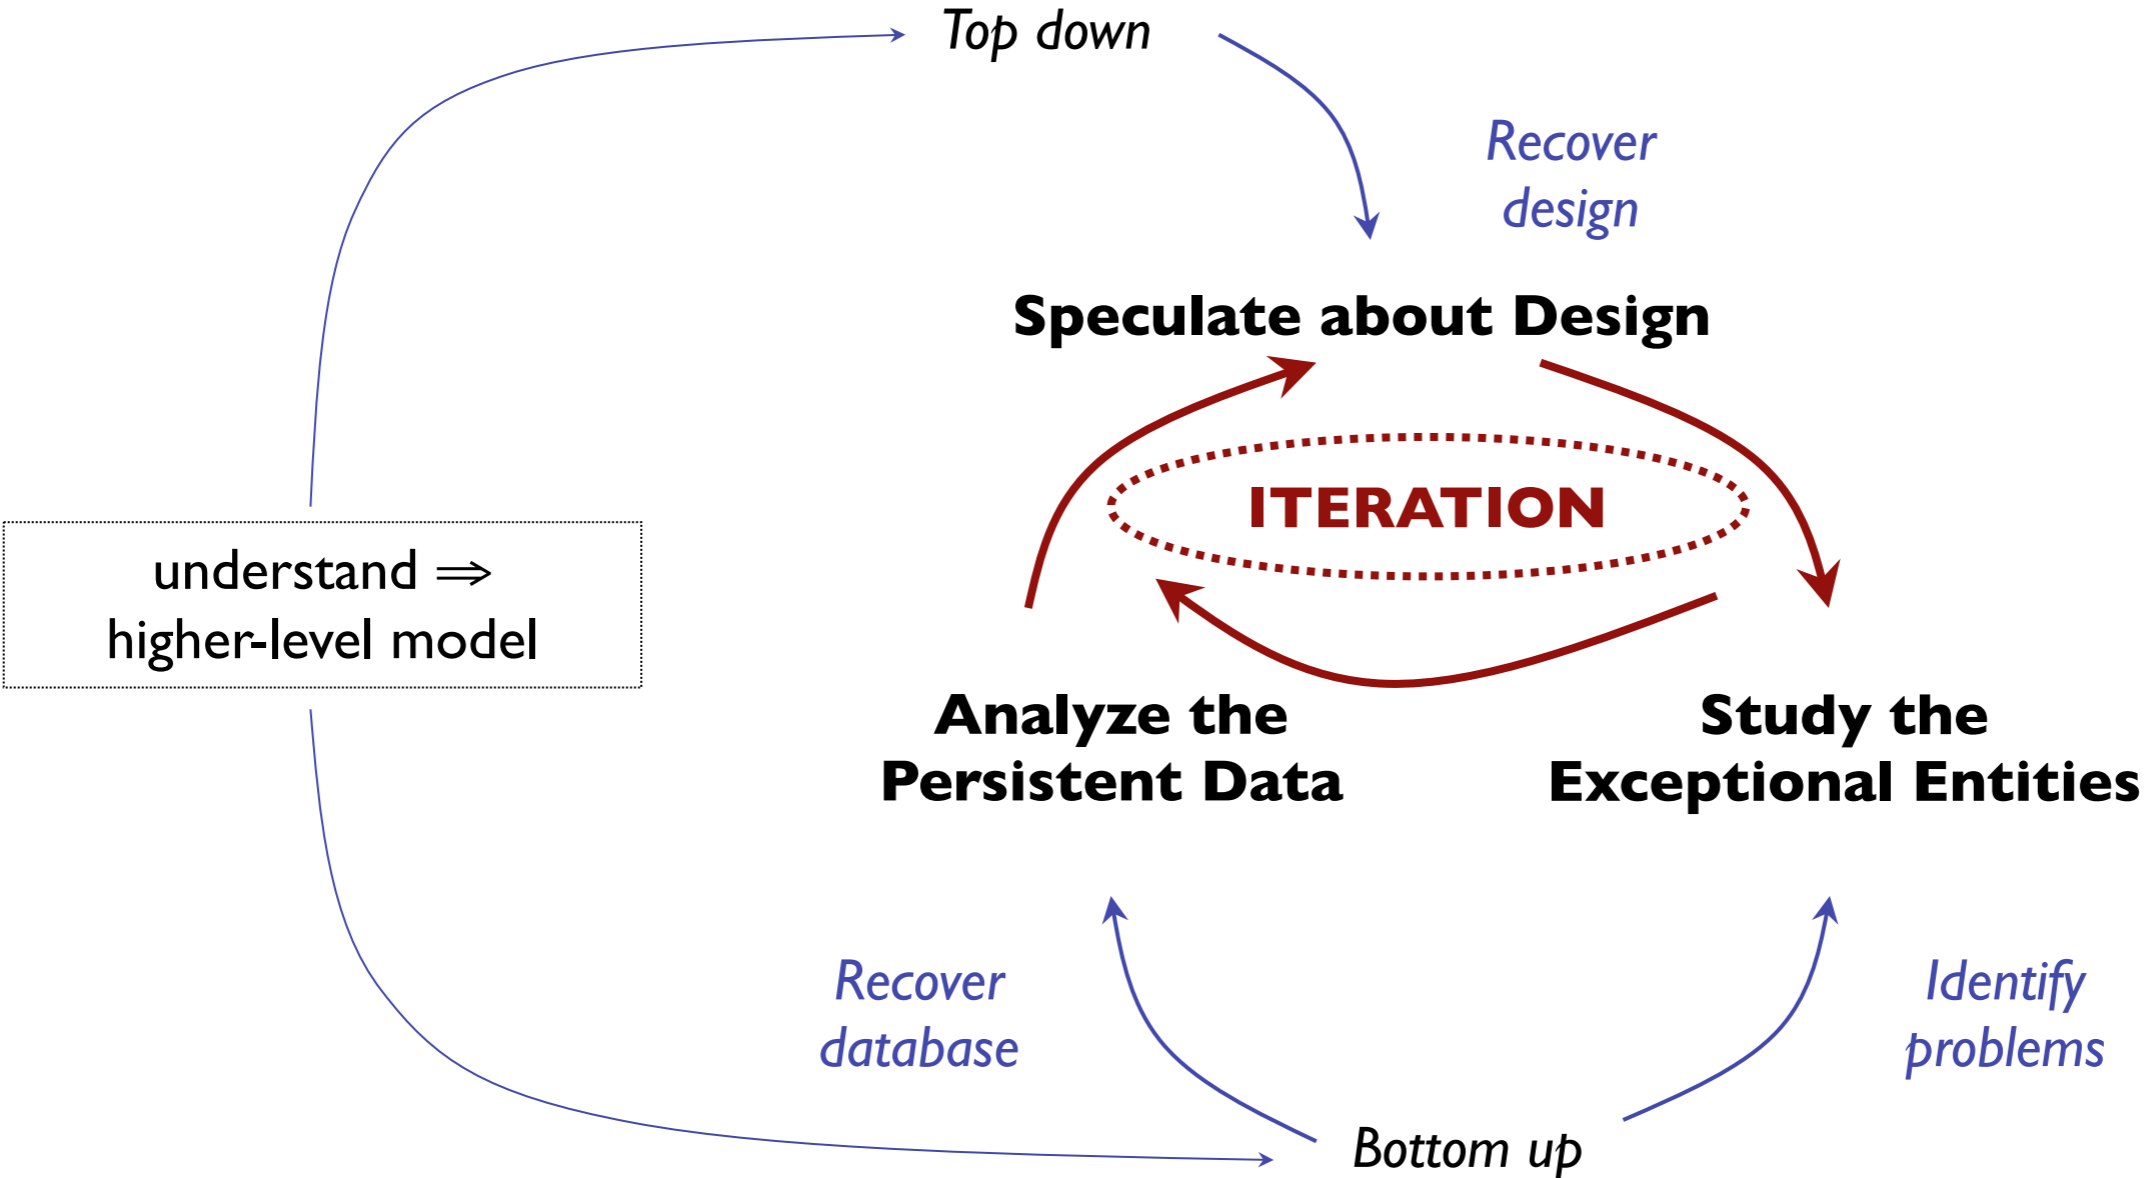 Top down
Recover
design
Speculate about Design
ITERATION
understand ⇒
higher-level model
Analyze the
Persistent Data
Study the
Exceptional Entities
Recover
database
Identify
problems
Bottom up